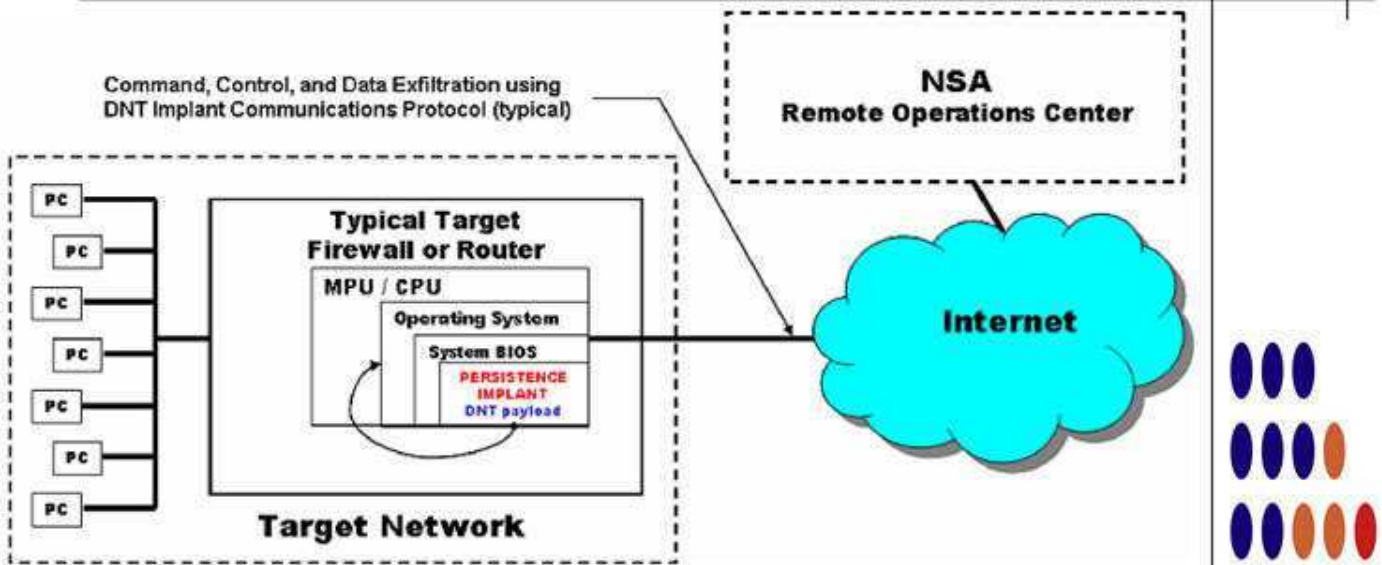 NSA
Remote Operations Center
Command, Control, and Data Exfiltration using
DNT Implant Communications Protocol (typical)
PC
PC
PC
PC
PC
PC
PC
Typical Target
Firewall or Router
MPU / CPU
Operating System
System BIOS
PERSISTENCE
IMPLANT
DNT payload
Internet
Target Network